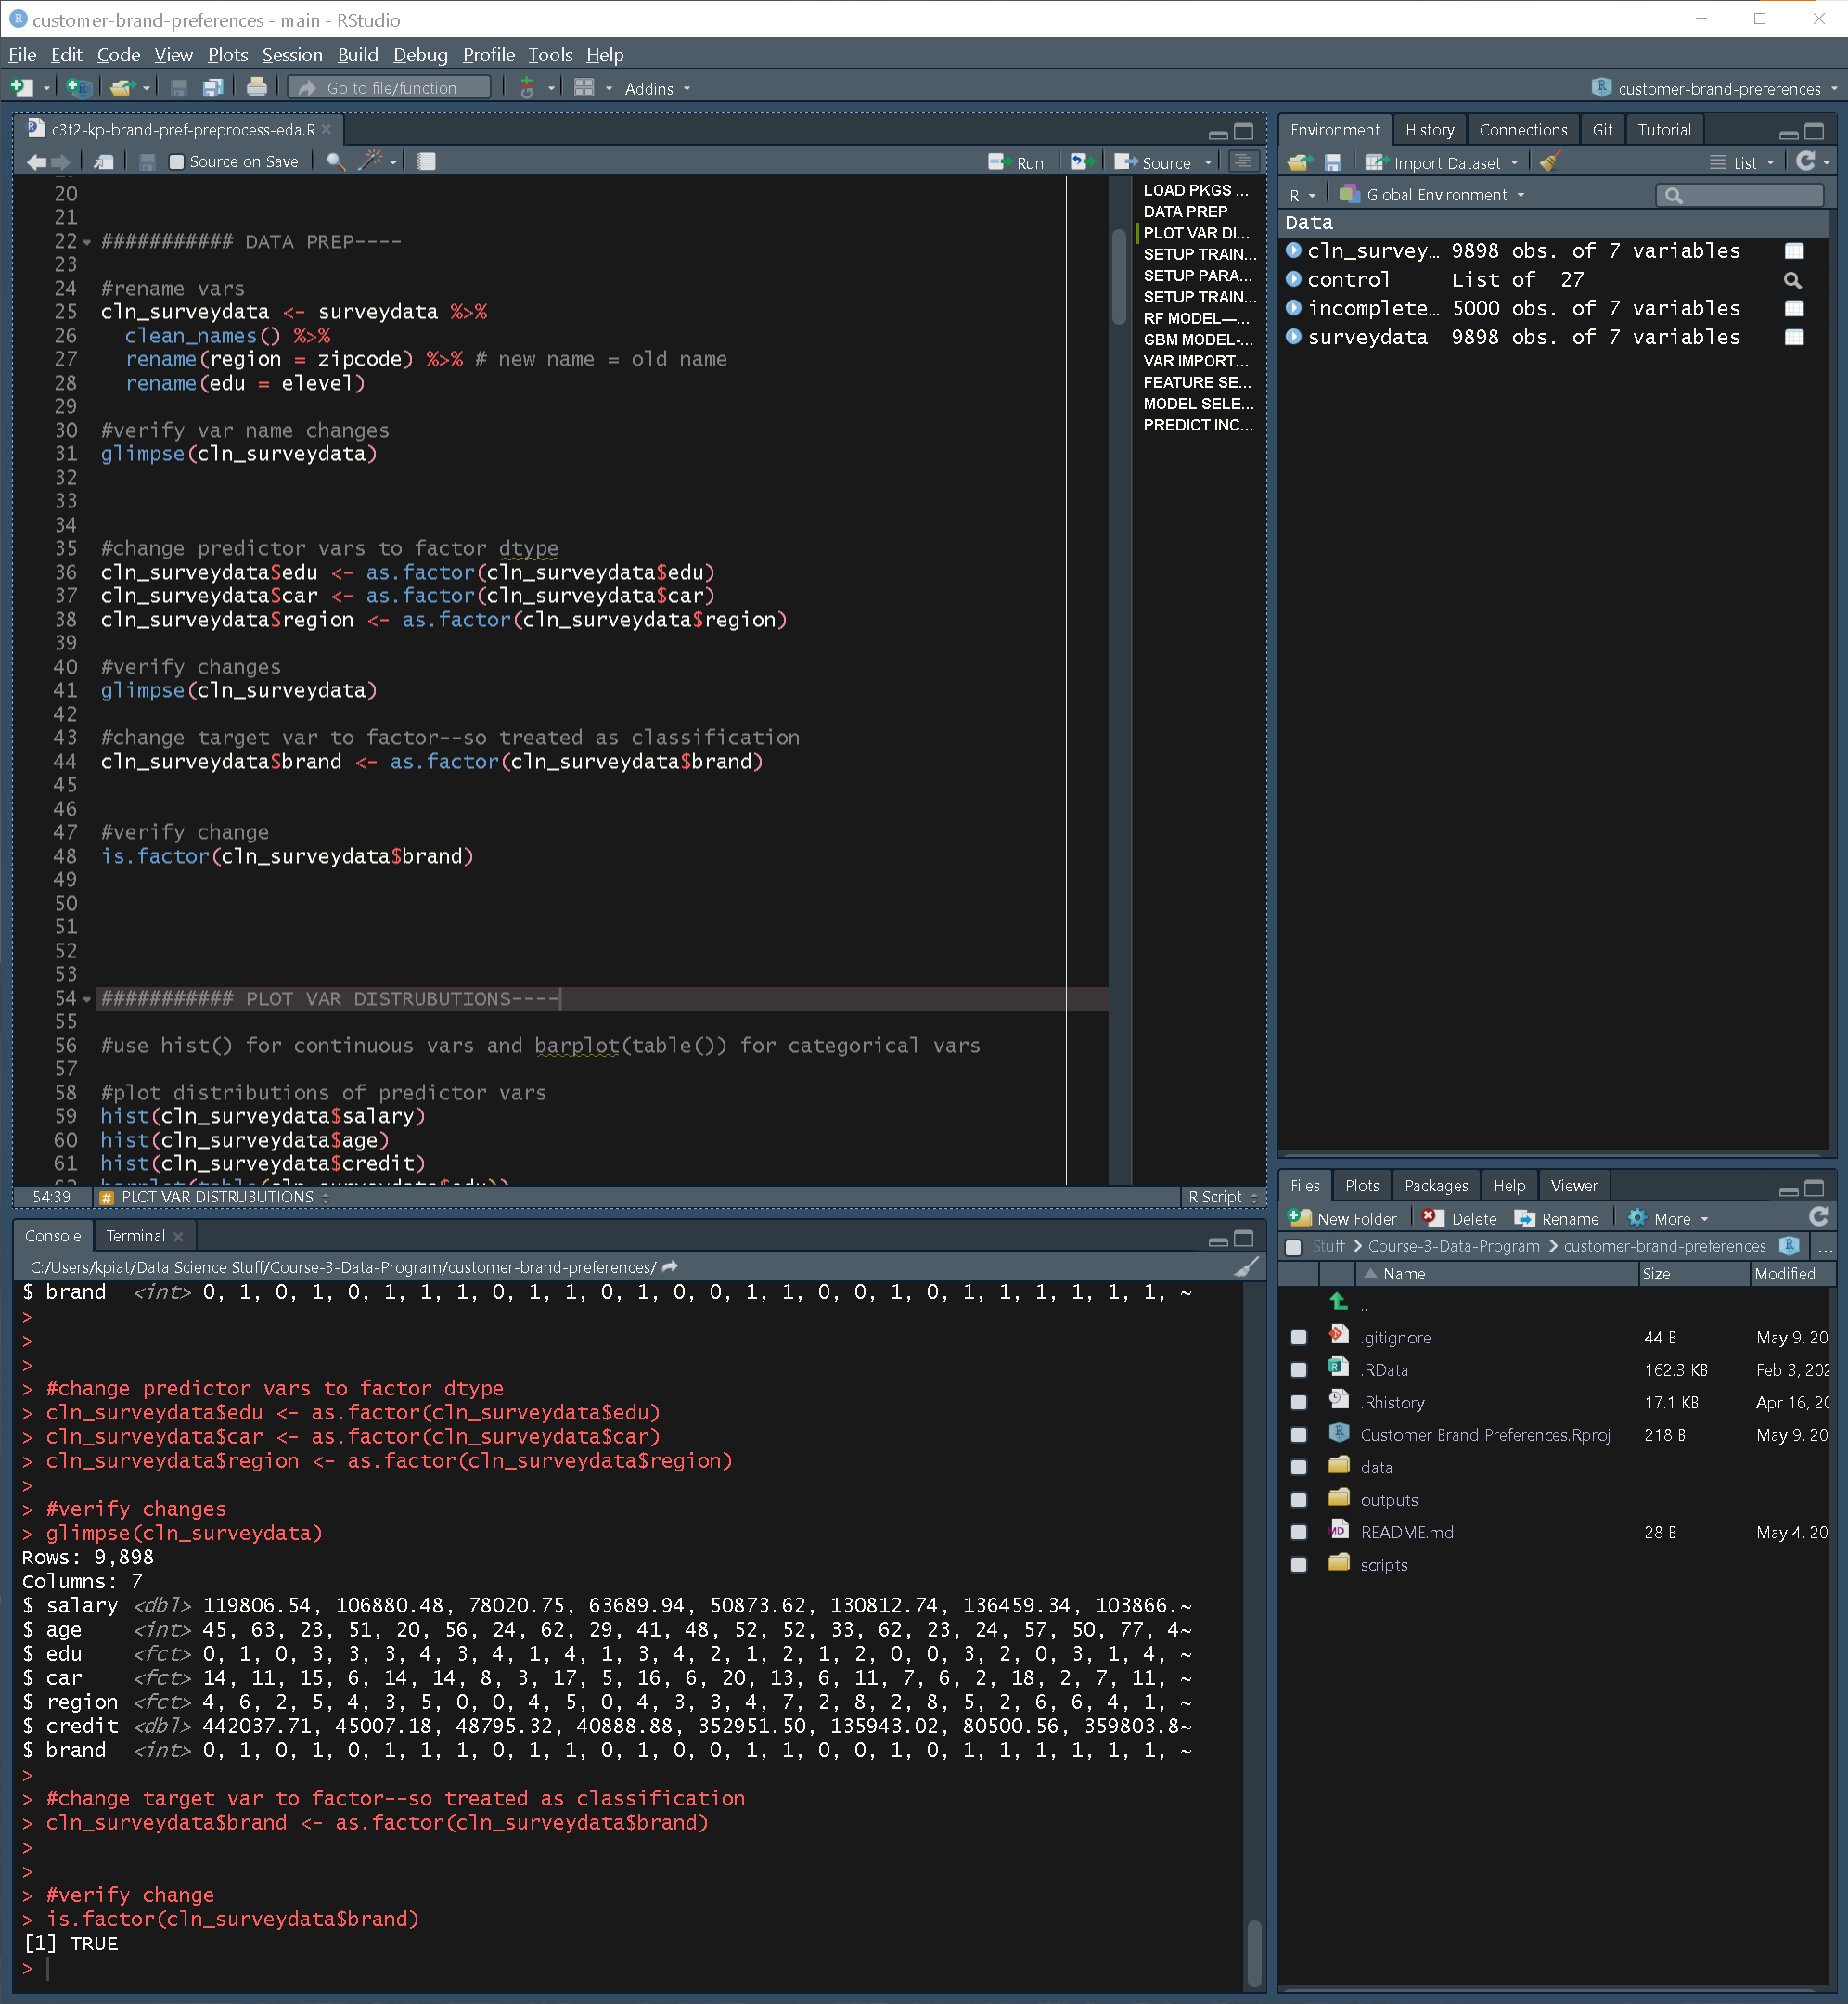 customer-brand-preferences - main - RStudio
File Edit Code View Plots Session Build Debug Profile Tools Help
Go to file/function Addins customer-brand-preferences
c3t2-kp-brand-pref-preprocess-eda.R
Source on Save Run Source
20
21
22 ########### DATA PREP----
23
24 #rename vars
25 cln_surveydata <- surveydata %>%
26 clean_names() %>%
27 rename(region = zipcode) %>% # new name = old name
28 rename(edu = elevel)
29
30 #verify var name changes
31 glimpse(cln_surveydata)
32
33
34
35 #change predictor vars to factor dtype
36 cln_surveydata$edu <- as.factor(cln_surveydata$edu)
37 cln_surveydata$car <- as.factor(cln_surveydata$car)
38 cln_surveydata$region <- as.factor(cln_surveydata$region)
39
40 #verify changes
41 glimpse(cln_surveydata)
42
43 #change target var to factor--so treated as classification
44 cln_surveydata$brand <- as.factor(cln_surveydata$brand)
45
46
47 #verify change
48 is.factor(cln_surveydata$brand)
49
50
51
52
53
54 ########### PLOT VAR DISTRUBUTIONS----
55
56 #use hist() for continuous vars and barplot(table()) for categorical vars
57
58 #plot distributions of predictor vars
59 hist(cln_surveydata$salary)
60 hist(cln_surveydata$age)
61 hist(cln_surveydata$credit)
LOAD PKGS ...
DATA PREP
PLOT VAR DI...
SETUP TRAIN...
SETUP PARA...
SETUP TRAIN...
RF MODEL—...
GBM MODEL-...
VAR IMPORT...
FEATURE SE...
MODEL SELE...
PREDICT INC...
54:39 # PLOT VAR DISTRUBUTIONS R Script
Console Terminal
C:/Users/kpiat/Data Science Stuff/Course-3-Data-Program/customer-brand-preferences/
$ brand <int> 0, 1, 0, 1, 0, 1, 1, 1, 0, 1, 1, 0, 1, 0, 0, 1, 1, 0, 0, 1, 0, 1, 1, 1, 1, 1, 1, ~
>
>
>
> #change predictor vars to factor dtype
> cln_surveydata$edu <- as.factor(cln_surveydata$edu)
> cln_surveydata$car <- as.factor(cln_surveydata$car)
> cln_surveydata$region <- as.factor(cln_surveydata$region)
>
> #verify changes
> glimpse(cln_surveydata)
Rows: 9,898
Columns: 7
$ salary <dbl> 119806.54, 106880.48, 78020.75, 63689.94, 50873.62, 130812.74, 136459.34, 103866.~
$ age <int> 45, 63, 23, 51, 20, 56, 24, 62, 29, 41, 48, 52, 52, 33, 62, 23, 24, 57, 50, 77, 4~
$ edu <fct> 0, 1, 0, 3, 3, 3, 4, 3, 4, 1, 4, 1, 3, 4, 2, 1, 2, 1, 2, 0, 0, 3, 2, 0, 3, 1, 4, ~
$ car <fct> 14, 11, 15, 6, 14, 14, 8, 3, 17, 5, 16, 6, 20, 13, 6, 11, 7, 6, 2, 18, 2, 7, 11, ~
$ region <fct> 4, 6, 2, 5, 4, 3, 5, 0, 0, 4, 5, 0, 4, 3, 3, 4, 7, 2, 8, 2, 8, 5, 2, 6, 6, 4, 1, ~
$ credit <dbl> 442037.71, 45007.18, 48795.32, 40888.88, 352951.50, 135943.02, 80500.56, 359803.8~
$ brand <int> 0, 1, 0, 1, 0, 1, 1, 1, 0, 1, 1, 0, 1, 0, 0, 1, 1, 0, 0, 1, 0, 1, 1, 1, 1, 1, 1, ~
>
> #change target var to factor--so treated as classification
> cln_surveydata$brand <- as.factor(cln_surveydata$brand)
>
>
> #verify change
> is.factor(cln_surveydata$brand)
[1] TRUE
>
Environment History Connections Git Tutorial
Import Dataset List
R Global Environment
Data
cln_survey… 9898 obs. of 7 variables
control List of 27
incomplete… 5000 obs. of 7 variables
surveydata 9898 obs. of 7 variables
Files Plots Packages Help Viewer
New Folder Delete Rename More
Stuff Course-3-Data-Program customer-brand-preferences ...
Name Size Modified
..
.gitignore 44 B May 9, 20
.RData 162.3 KB Feb 3, 202
.Rhistory 17.1 KB Apr 16, 20
Customer Brand Preferences.Rproj 218 B May 9, 20
data
outputs
README.md 28 B May 4, 20
scripts